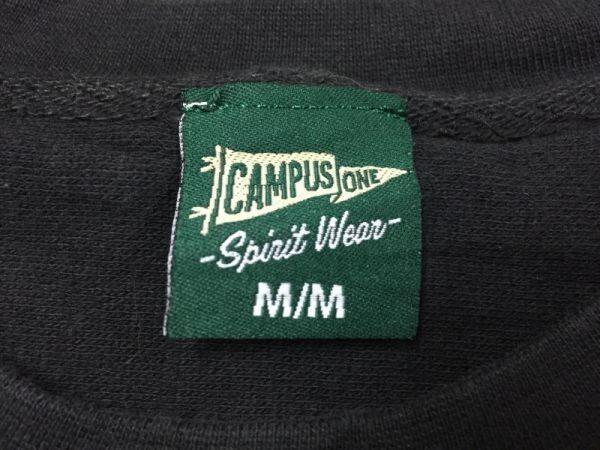 CAMPUS ONE
-Spirit Wear-
M/M